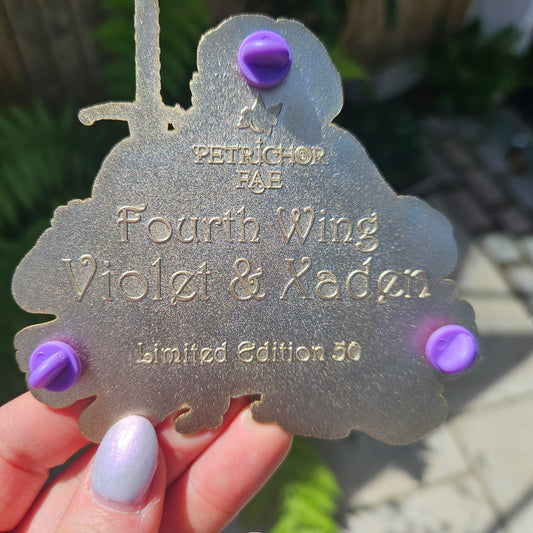 PETRICHOR
FAE
Fourth Wing
Violet & Xaden
Limited Edition 50